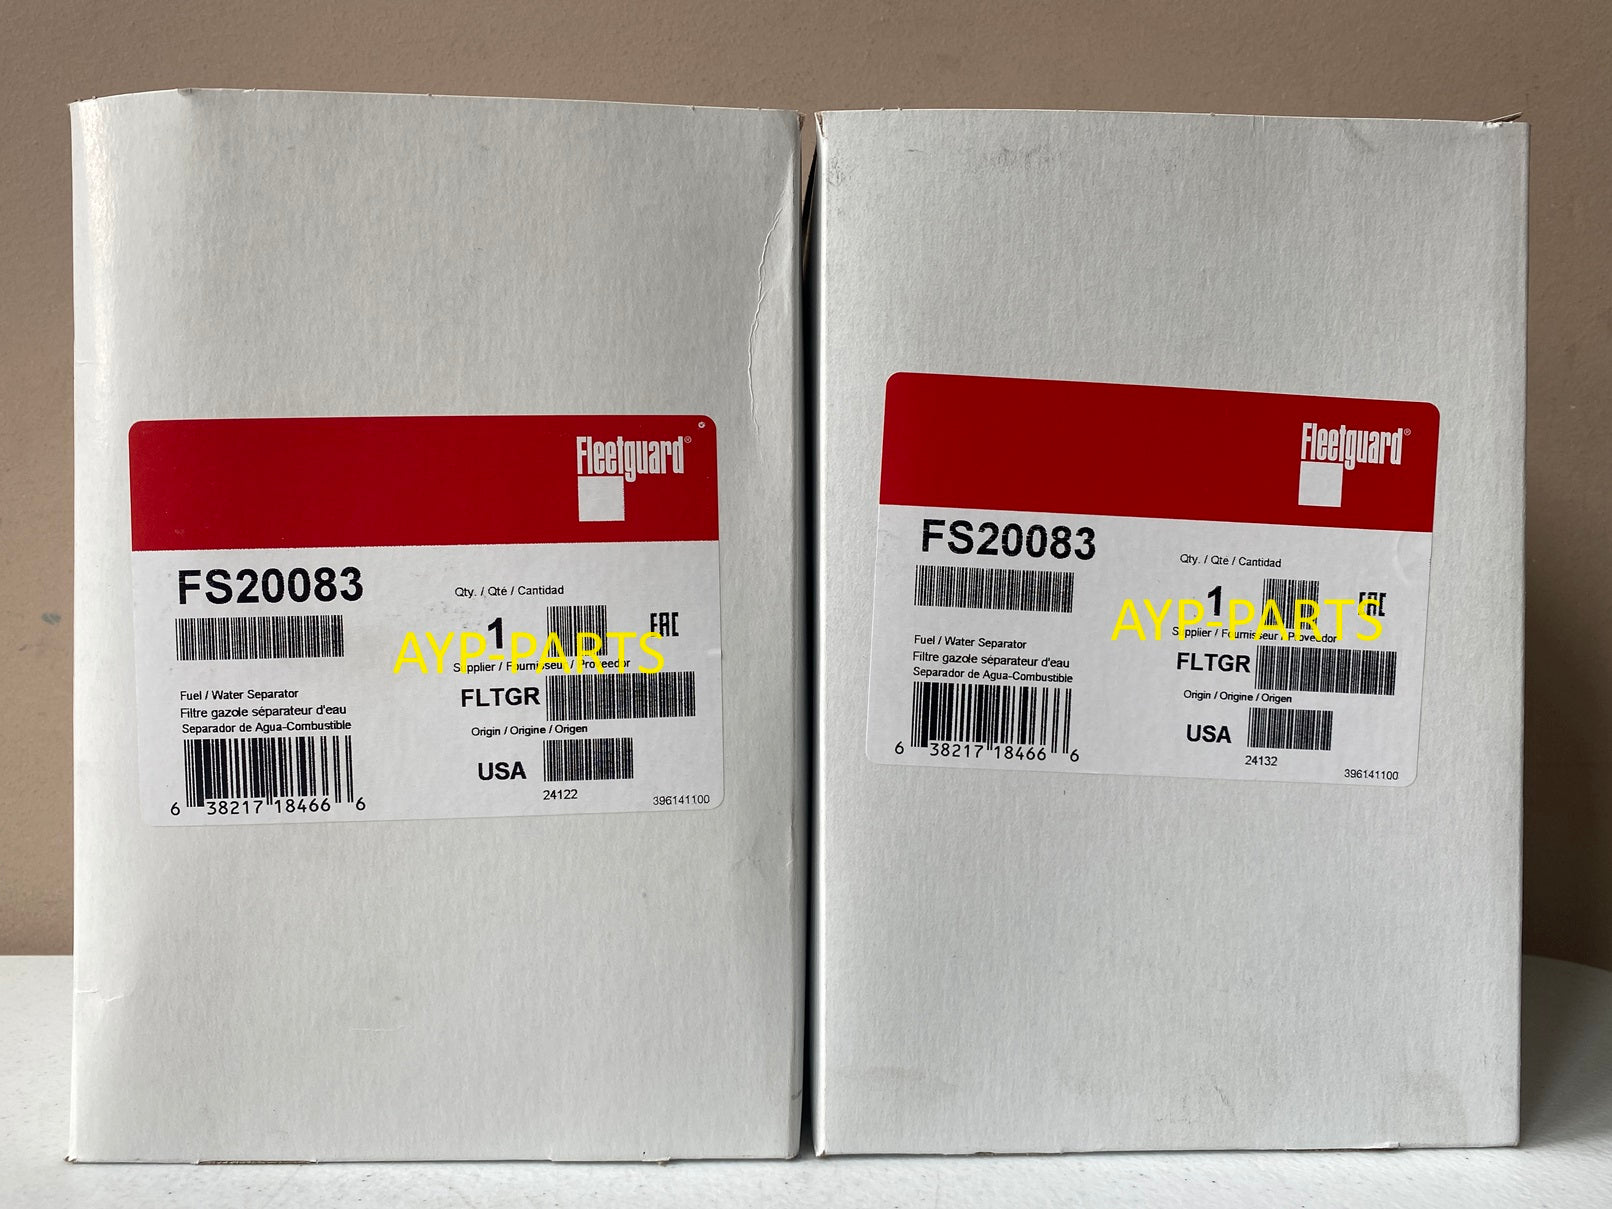 Fleetguard®
FS20083
Qty. / Qté / Cantidad
1
EAC
AYP-PARTS
Supplier / Fournisseur / Proveedor
FLTGR
Fuel / Water Separator
Filtre gazole séparateur d'eau
Separador de Agua-Combustible
Origin / Origine / Origen
USA
6 38217 18466 6
24122
396141100
Fleetguard®
FS20083
Qty. / Qté / Cantidad
1
EAC
AYP-PARTS
Supplier / Fournisseur / Proveedor
FLTGR
Fuel / Water Separator
Filtre gazole séparateur d'eau
Separador de Agua-Combustible
Origin / Origine / Origen
USA
6 38217 18466 6
24132
396141100